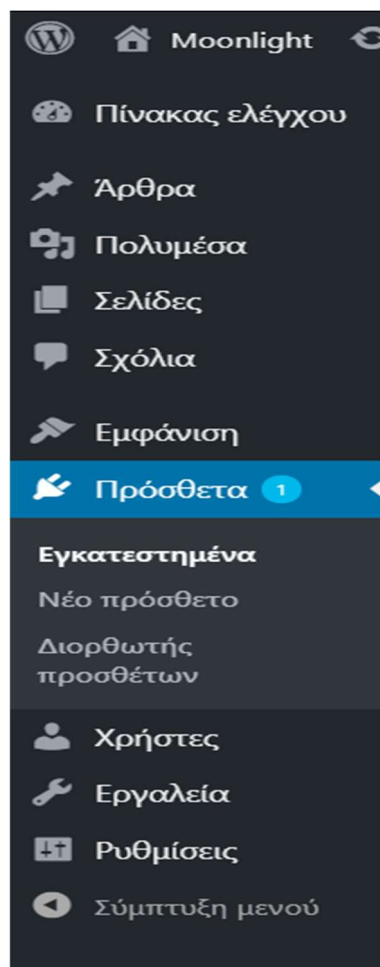 Moonlight
Πίνακας ελέγχου
Άρθρα
Πολυμέσα
Σελίδες
Σχόλια
Εμφάνιση
Πρόσθετα 1
Εγκατεστημένα
Νέο πρόσθετο
Διορθωτής
προσθέτων
Χρήστες
Εργαλεία
Ρυθμίσεις
Σύμπτυξη μενού